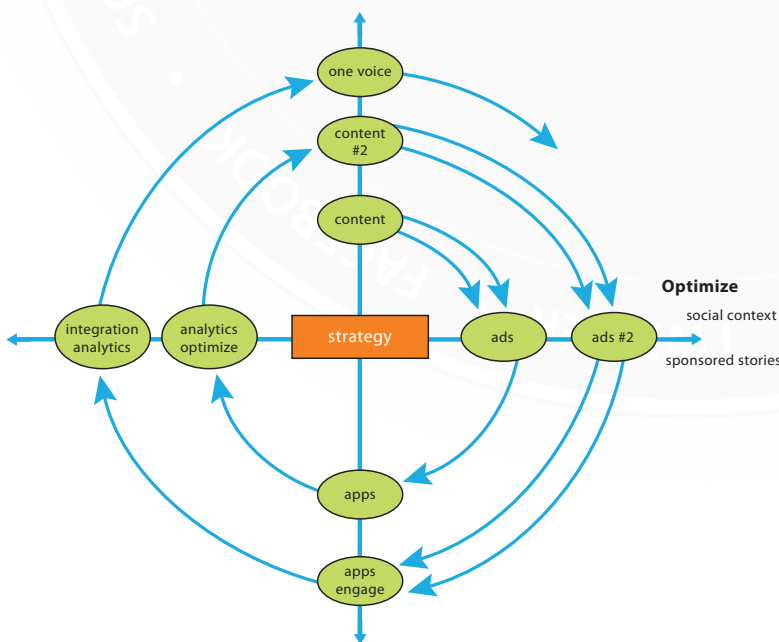 one voice
content
#2
content
Optimize
social context
integration
analytics
analytics
optimize
strategy
ads
ads #2
sponsored stories
apps
apps
engage
FACEBOOK